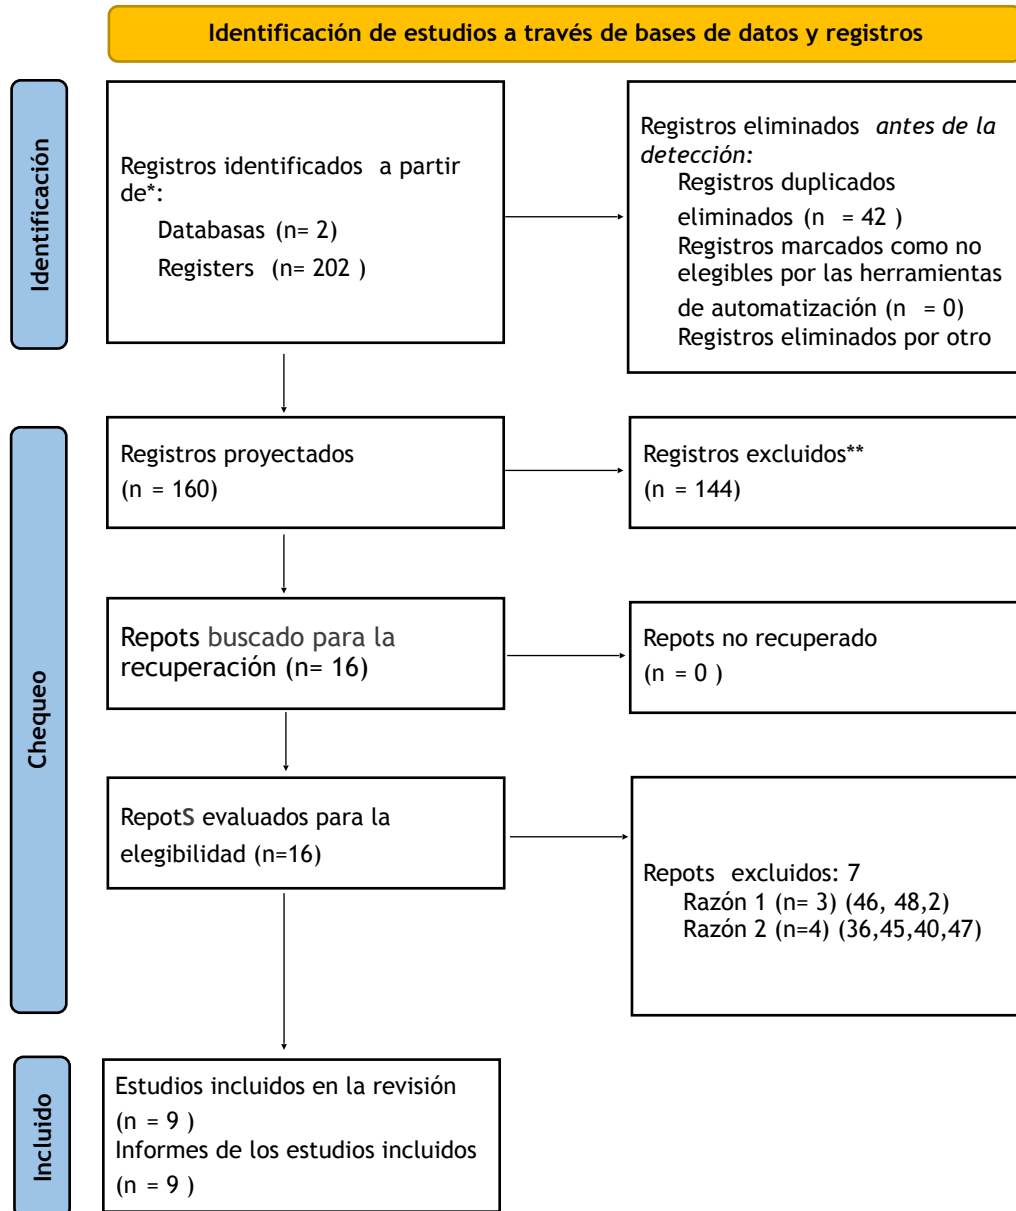 Identificación de estudios a través de bases de datos y registros
Identificación
Registros identificados a partir
de*:
Databasas (n= 2)
Registers (n= 202 )
Registros eliminados antes de la
detección:
Registros duplicados
eliminados (n = 42 )
Registros marcados como no
elegibles por las herramientas
de automatización (n = 0)
Registros eliminados por otro
Chequeo
Registros proyectados
(n = 160)
Registros excluidos**
(n = 144)
Repots buscado para la
recuperación (n= 16)
Repots no recuperado
(n = 0 )
RepotS evaluados para la
elegibilidad (n=16)
Repots excluidos: 7
Razón 1 (n= 3) (46, 48,2)
Razón 2 (n=4) (36,45,40,47)
Incluido
Estudios incluidos en la revisión
(n = 9 )
Informes de los estudios incluidos
(n = 9 )